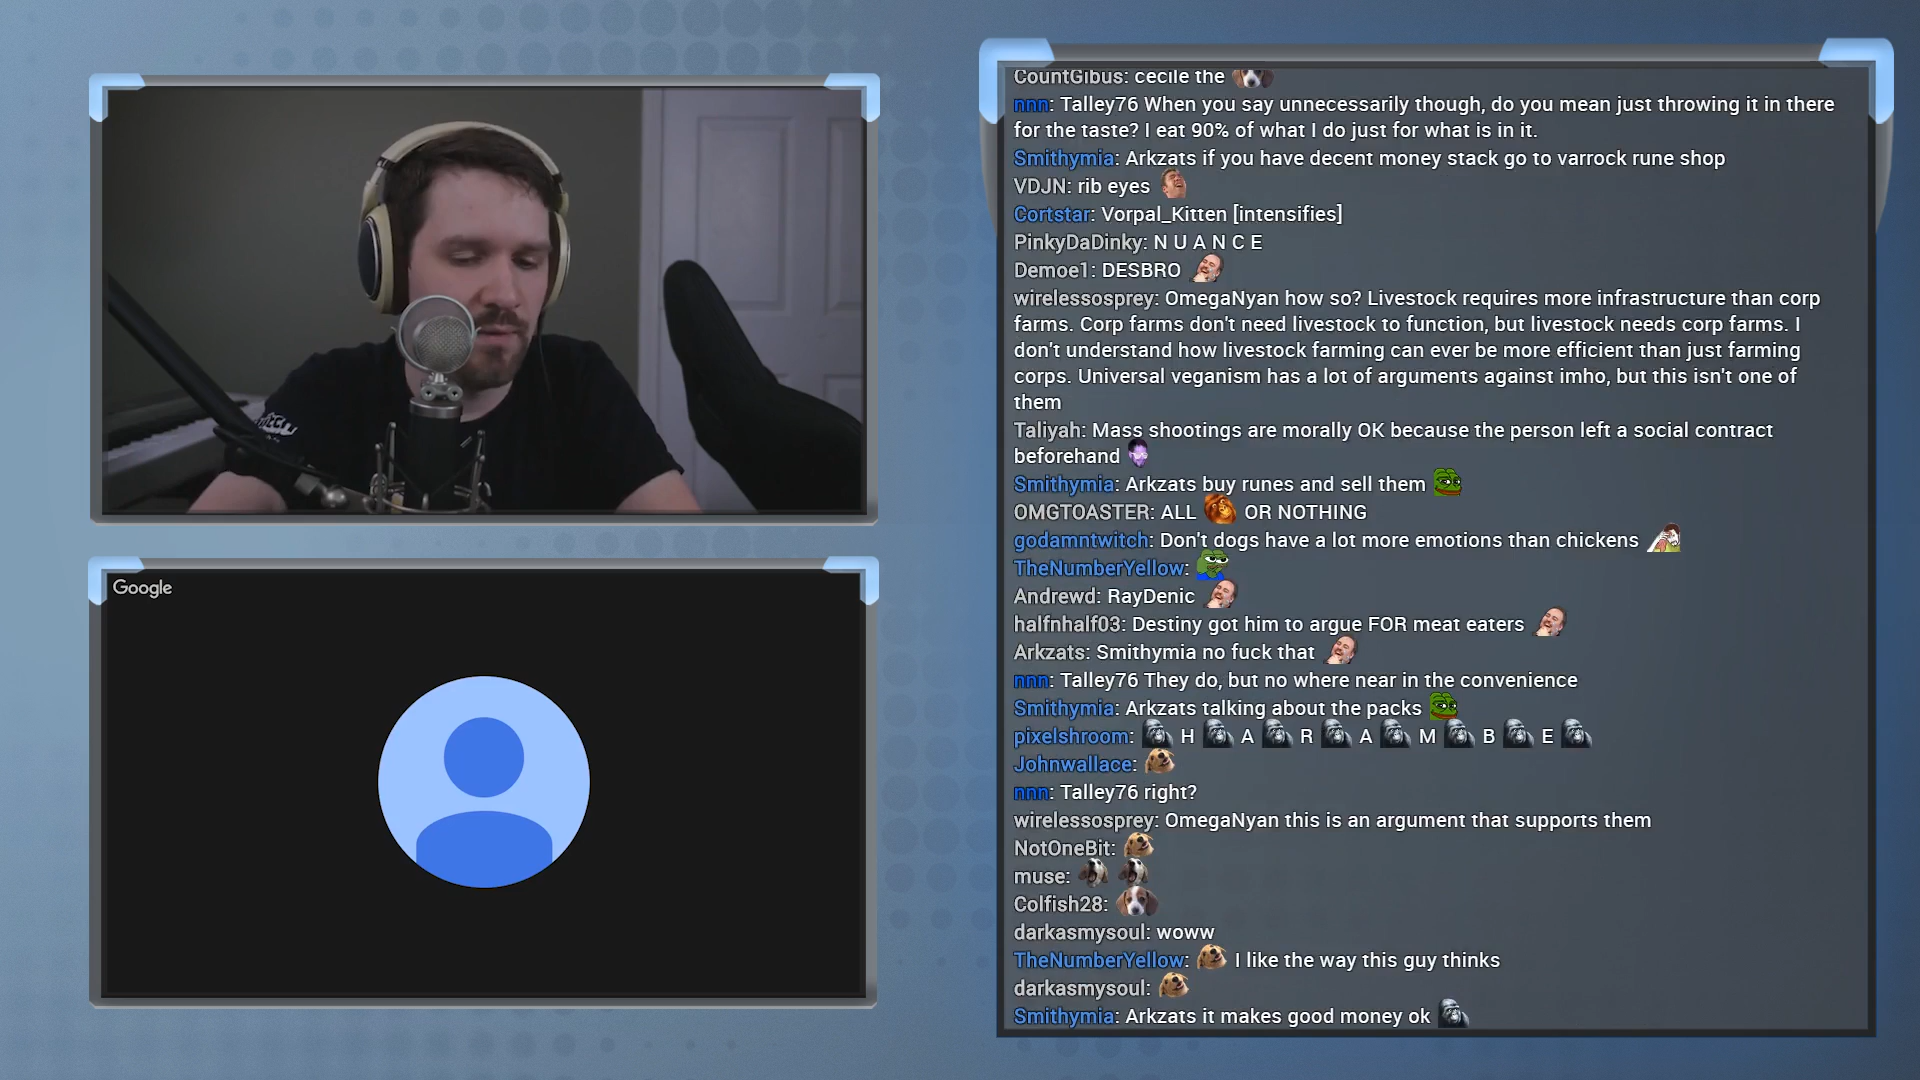 CountGibus: cecile the
nnn: Talley76 When you say unnecessarily though, do you mean just throwing it in there
for the taste? I eat 90% of what I do just for what is in it.
Smithymia: Arkzats if you have decent money stack go to varrock rune shop
VDJN: rib eyes
Cortstar: Vorpal_Kitten [intensifies]
PinkyDaDinky: N U A N C E
Demoe1: DESBRO
wirelessosprey: OmegaNyan how so? Livestock requires more infrastructure than corp
farms. Corp farms don't need livestock to function, but livestock needs corp farms. I
don't understand how livestock farming can ever be more efficient than just farming
corps. Universal veganism has a lot of arguments against imho, but this isn't one of
them
Taliyah: Mass shootings are morally OK because the person left a social contract
beforehand
Smithymia: Arkzats buy runes and sell them
OMGTOASTER: ALL OR NOTHING
godamntwitch: Don't dogs have a lot more emotions than chickens
TheNumberYellow:
Andrewd: RayDenic
halfnhalf03: Destiny got him to argue FOR meat eaters
Arkzats: Smithymia no fuck that
nnn: Talley76 They do, but no where near in the convenience
Smithymia: Arkzats talking about the packs
pixelshroom: H A R A M B E
Johnwallace:
nnn: Talley76 right?
wirelessosprey: OmegaNyan this is an argument that supports them
NotOneBit:
muse:
Colfish28:
darkasmysoul: woww
TheNumberYellow: I like the way this guy thinks
darkasmysoul:
Smithymia: Arkzats it makes good money ok
Google